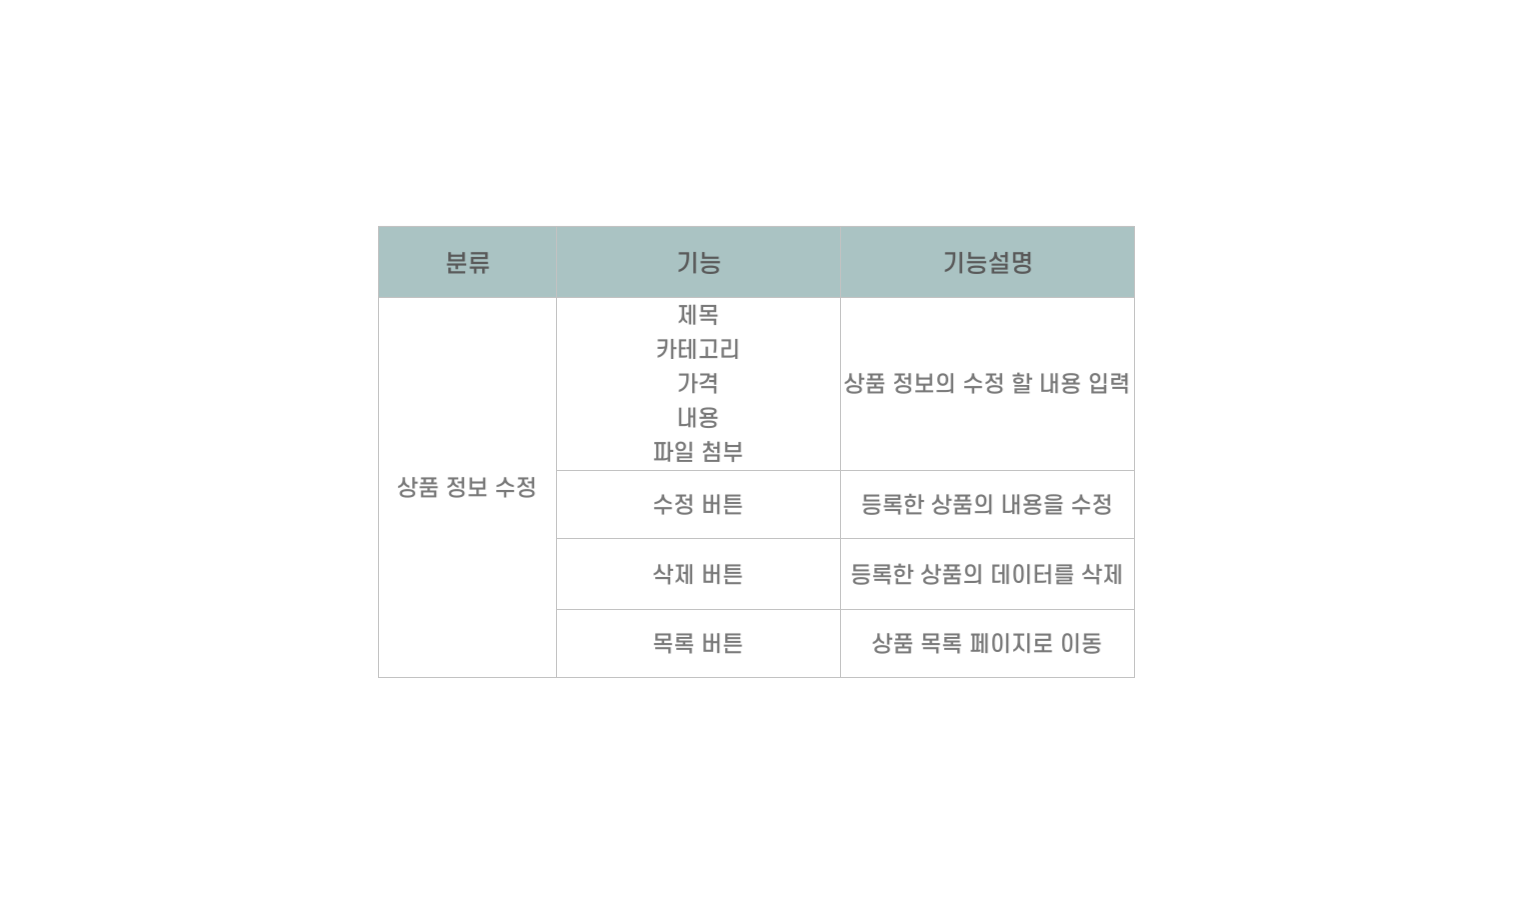 분류 기능 기능설명
제목
카테고리
가격
내용
파일 첨부
상품 정보의 수정 할 내용 입력
상품 정보 수정
수정 버튼 등록한 상품의 내용을 수정
삭제 버튼 등록한 상품의 데이터를 삭제
목록 버튼 상품 목록 페이지로 이동